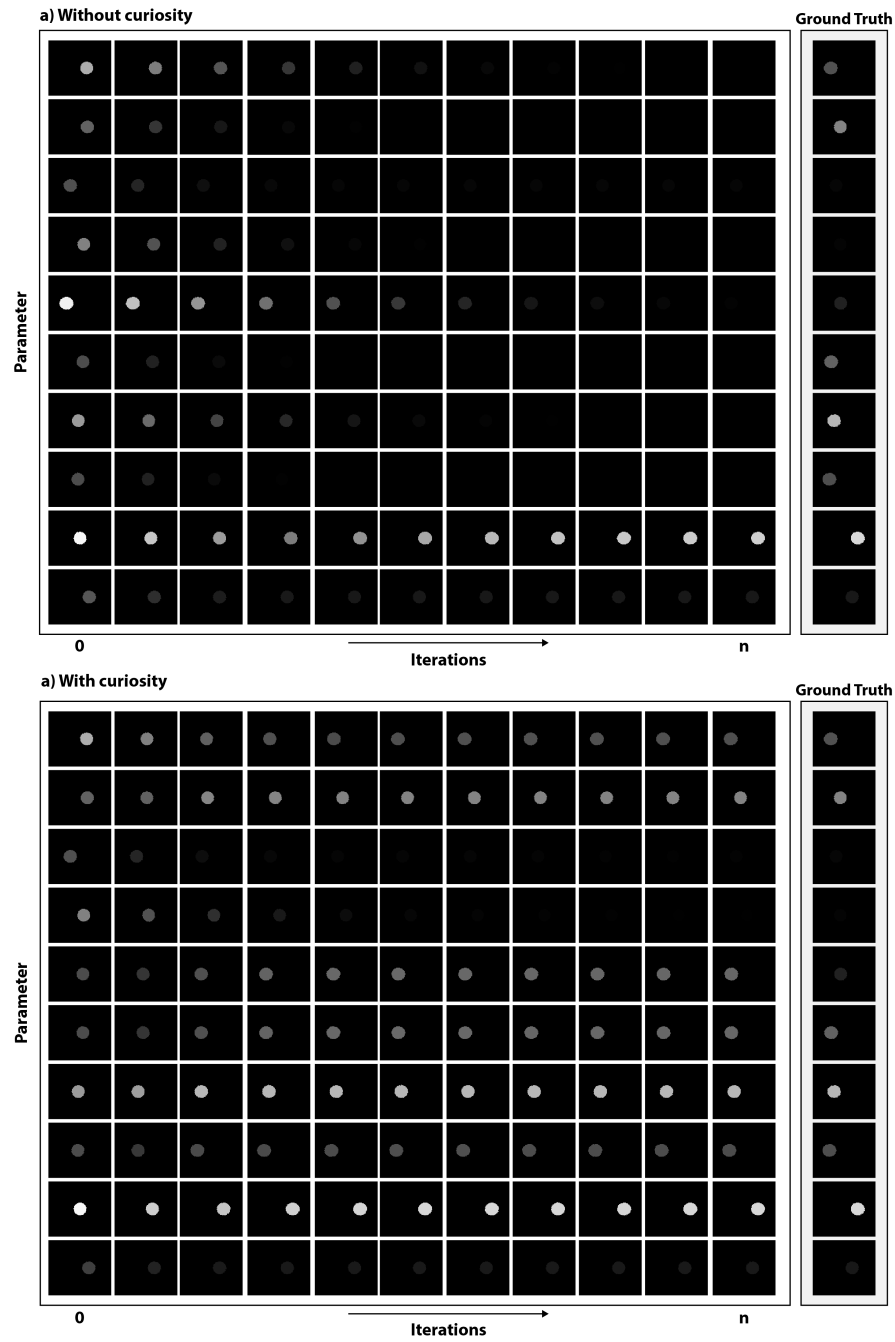 a) Without curiosity
Ground Truth
Parameter
0
n
Iterations
a) With curiosity
Ground Truth
Parameter
0
n
Iterations